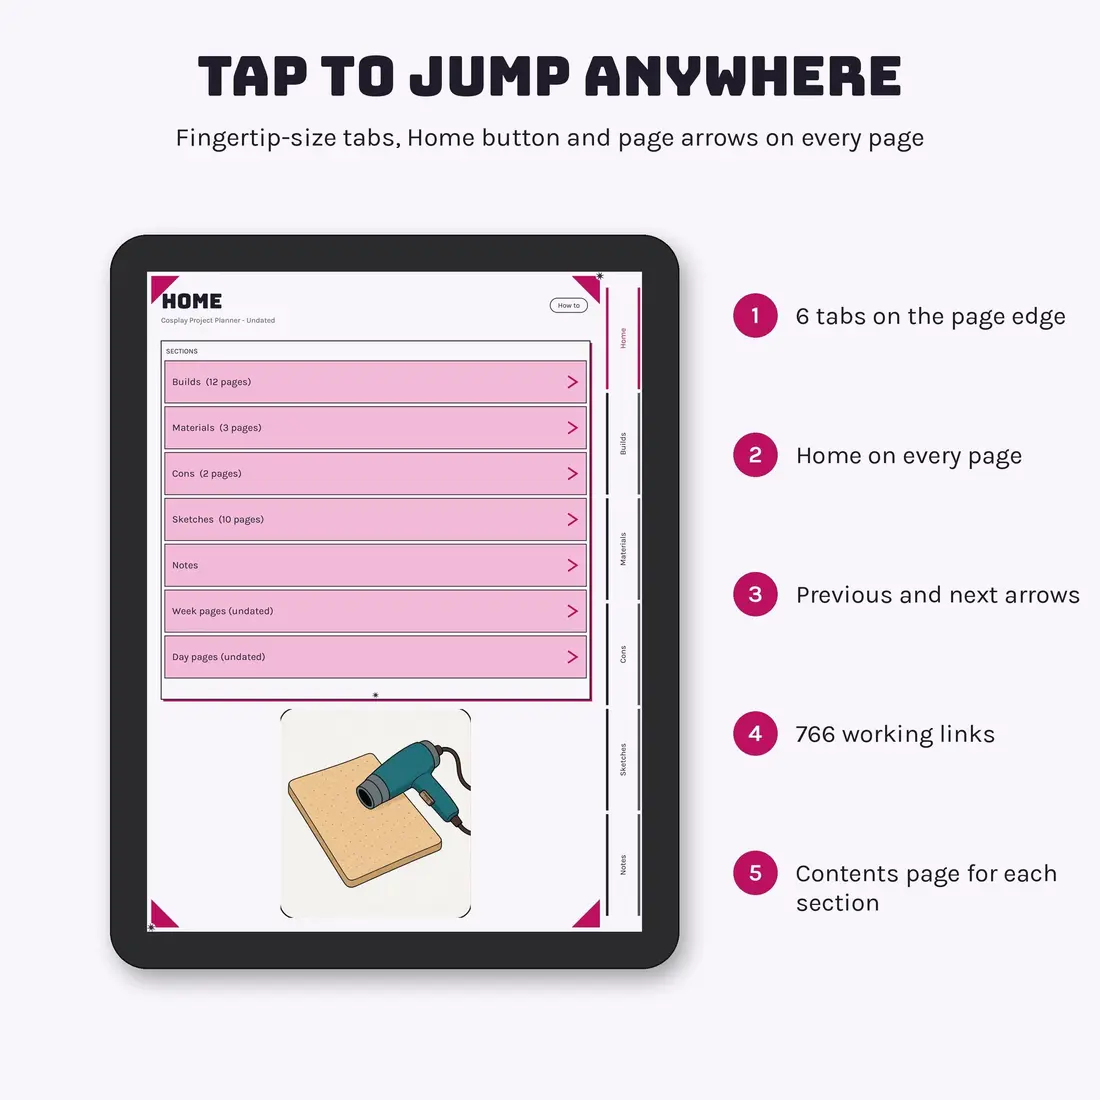 TAP TO JUMP ANYWHERE
Fingertip-size tabs, Home button and page arrows on every page
HOME
How to
Cosplay Project Planner - Undated
SECTIONS
Builds (12 pages)
Materials (3 pages)
Cons (2 pages)
Sketches (10 pages)
Notes
Week pages (undated)
Day pages (undated)
Home
Builds
Materials
Cons
Sketches
Notes
1 6 tabs on the page edge
2 Home on every page
3 Previous and next arrows
4 766 working links
5 Contents page for each
section